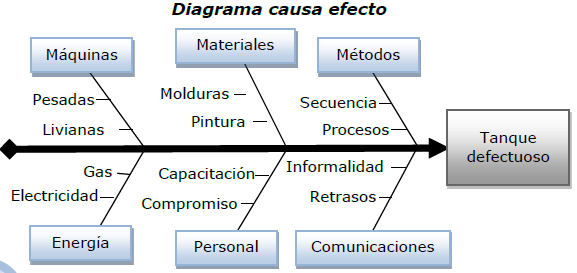 Diagrama causa efecto
Máquinas
Materiales
Métodos
Pesadas
Livianas
Molduras
Pintura
Secuencia
Procesos
Tanque
defectuoso
Gas
Electricidad
Capacitación
Compromiso
Informalidad
Retrasos
Energía
Personal
Comunicaciones